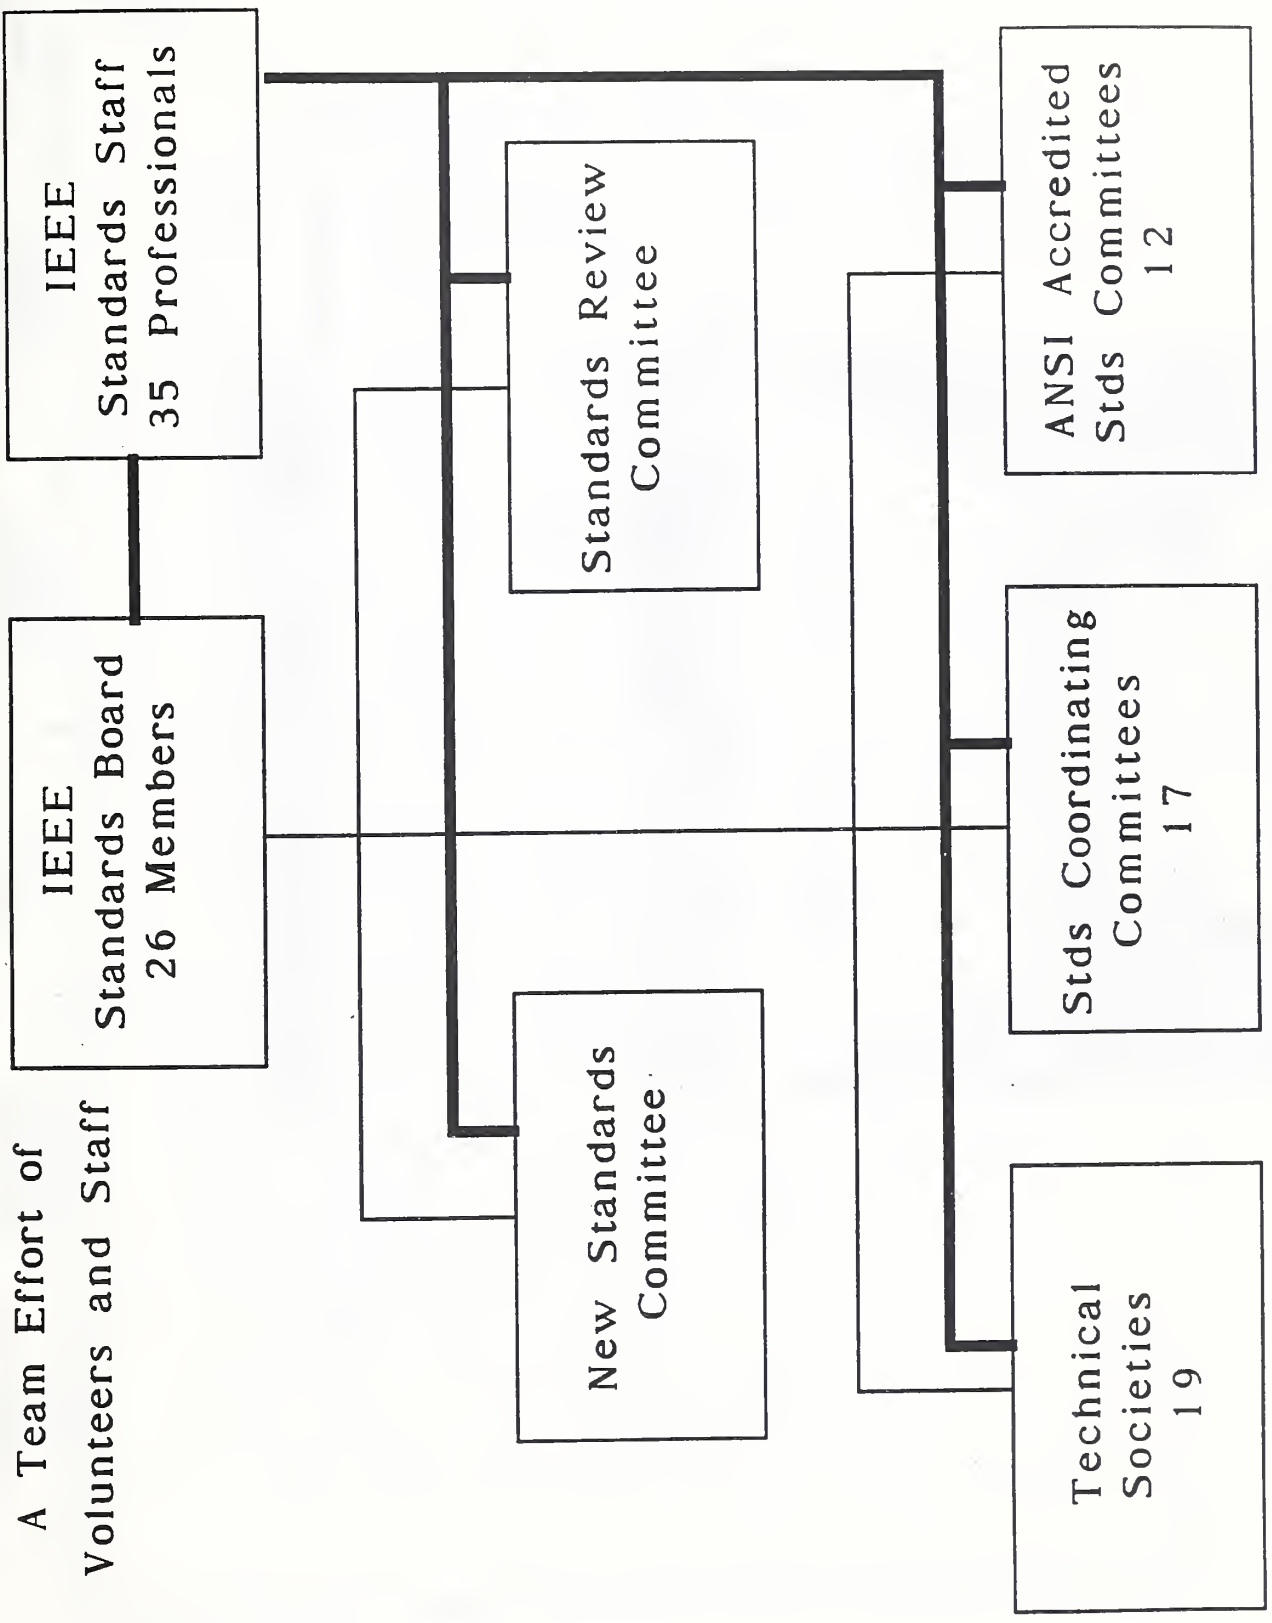 A Team Effort of
Volunteers and Staff
IEEE
Standards Board
26 Members
IEEE
Standards Staff
35 Professionals
New Standards
Committee
Standards Review
Committee
Technical
Societies
19
Stds Coordinating
Committees
17
ANSI Accredited
Stds Committees
12